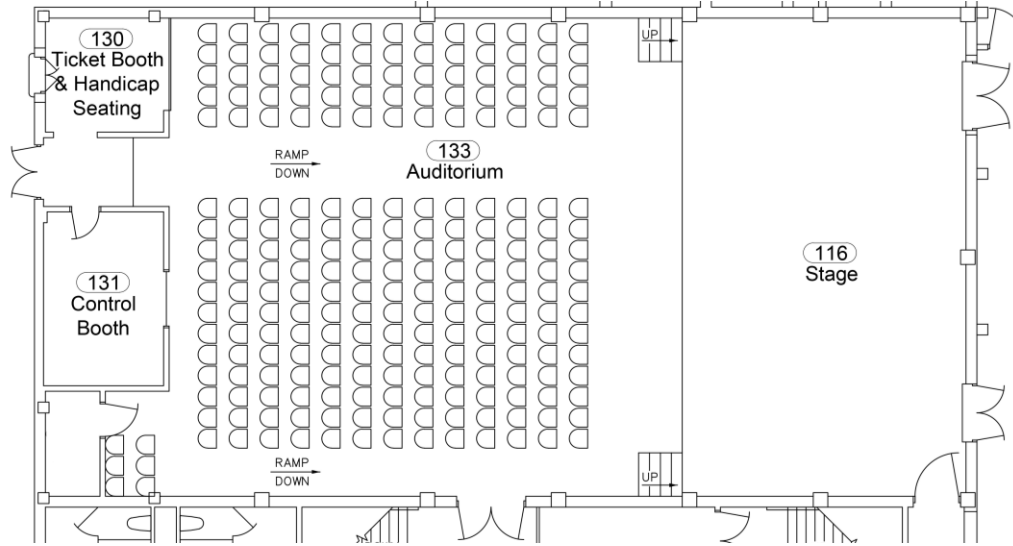 130
Ticket Booth
& Handicap
Seating
UP
RAMP
DOWN
133
Auditorium
131
Control
Booth
116
Stage
RAMP
DOWN
UP